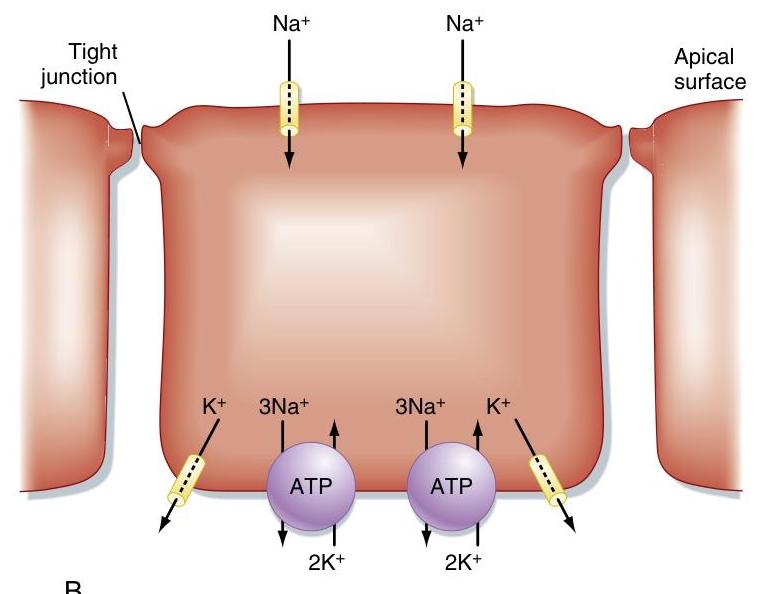 Na⁺
Na⁺
Tight
junction
Apical
surface
K⁺
3Na⁺
3Na⁺
K⁺
ATP
ATP
2K⁺
2K⁺
B